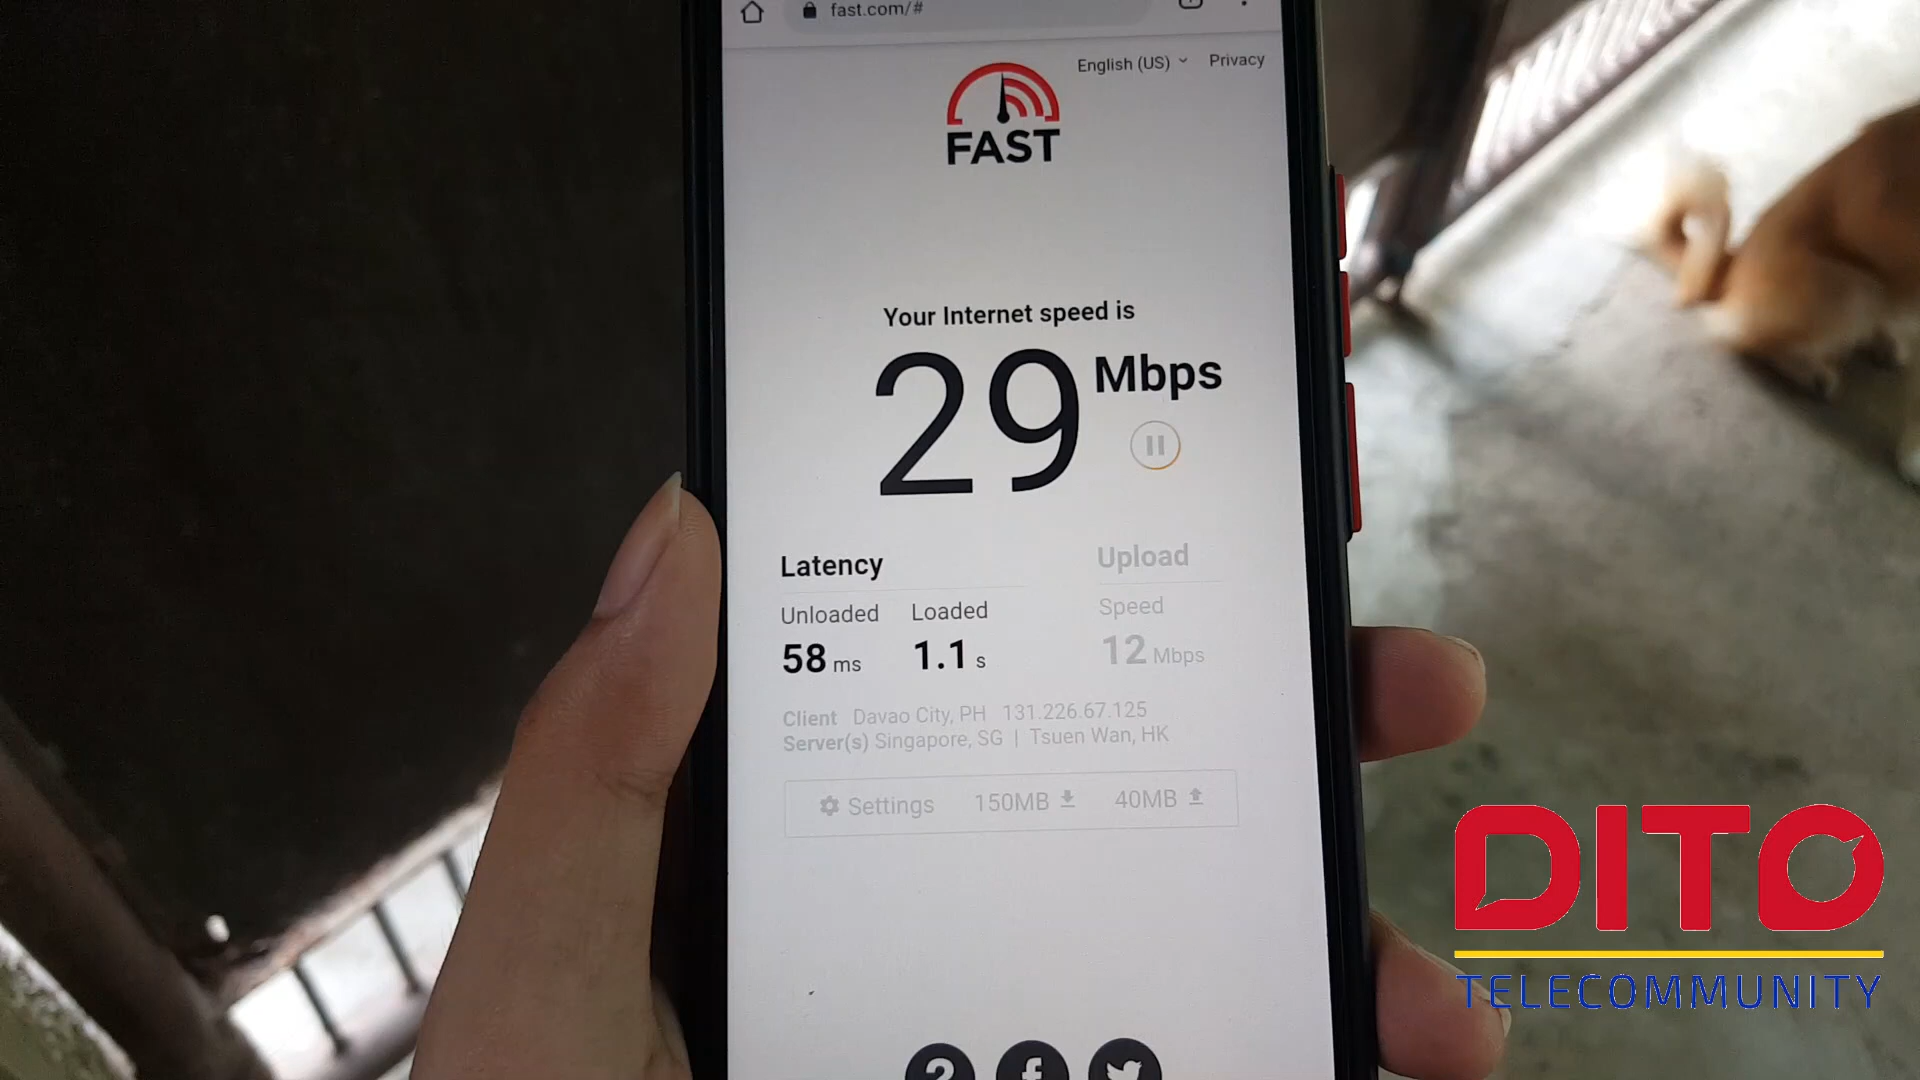 fast.com/#
English (US) Privacy
FAST
Your Internet speed is
29 Mbps
Latency
Upload
Unloaded Loaded
Speed
58 ms 1.1 s
12 Mbps
Client Davao City, PH 131.226.67.125
Server(s) Singapore, SG | Tsuen Wan, HK
Settings 150MB 40MB
?
DITO
TELECOMMUNITY